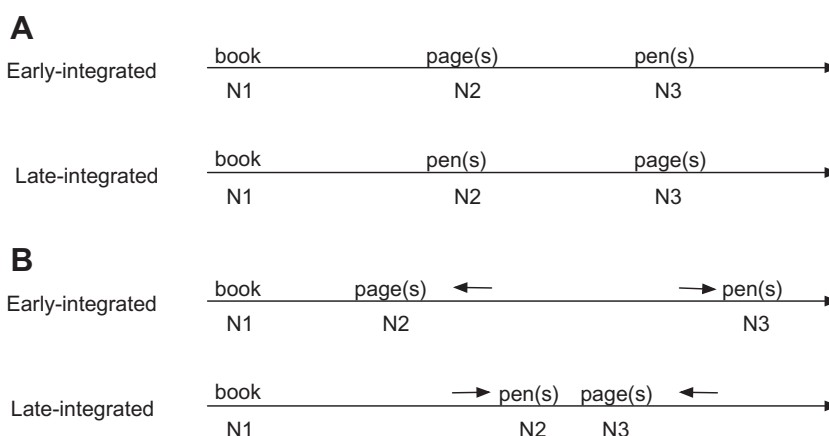 A
book page(s) pen(s)
Early-integrated
N1 N2 N3
book pen(s) page(s)
Late-integrated
N1 N2 N3
B
book page(s) pen(s)
Early-integrated
N1 N2 N3
book pen(s) page(s)
Late-integrated
N1 N2 N3